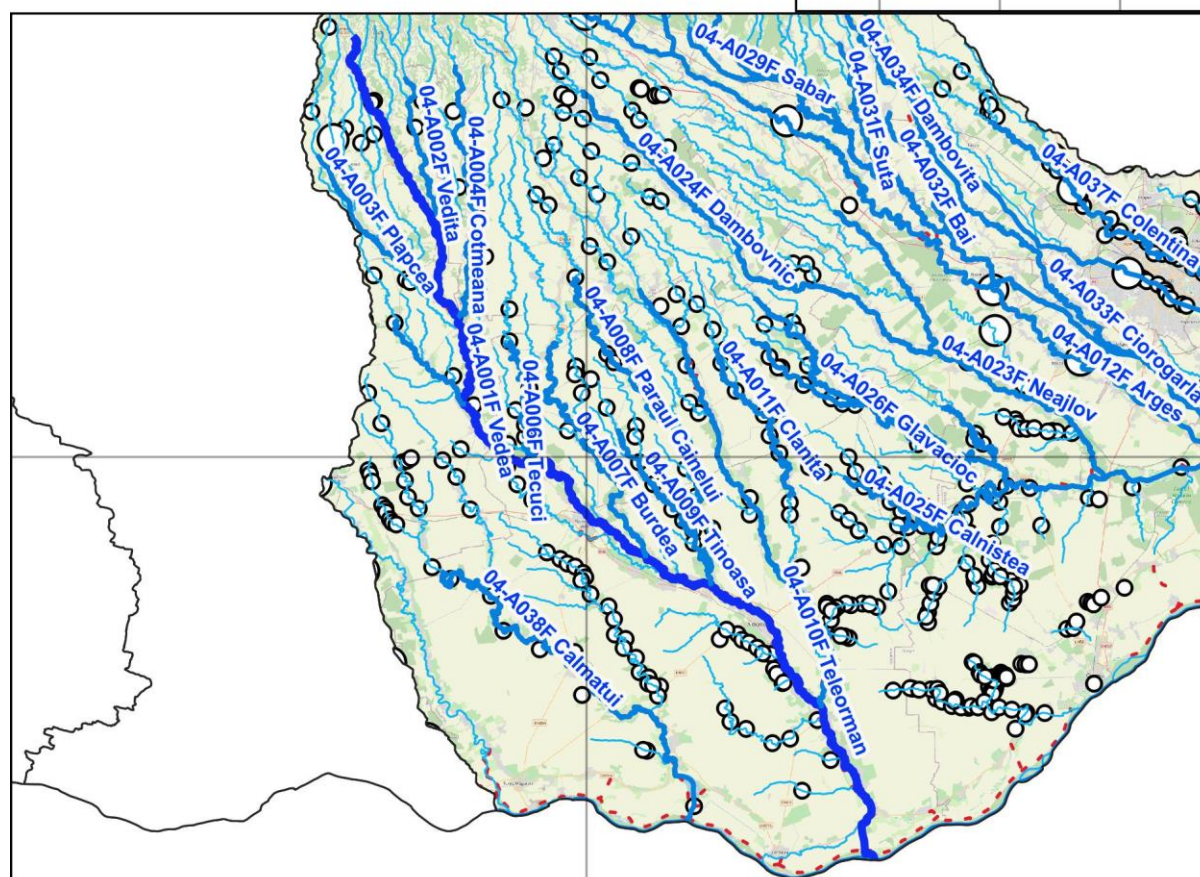 04-A029F Sabar
04-A034F Dambovita
04-A031F Suta
04-A032F Bai
04-A037F Colentina
04-A002F Vedita
04-A004F Cotmeana
04-A003F Plapcea
04-A024F Dambovnic
04-A033F Ciorogarla
04-A012F Arges
04-A023F Neajlov
04-A001F Vedea
04-A006F Tecuci
04-A008F Paraul Cainelui
04-A011F Clanita
04-A026F Glavacioc
04-A007F Burdea
04-A009F Tinoasa
04-A025F Calnistea
04-A038F Calmatui
04-A010F Teleorman